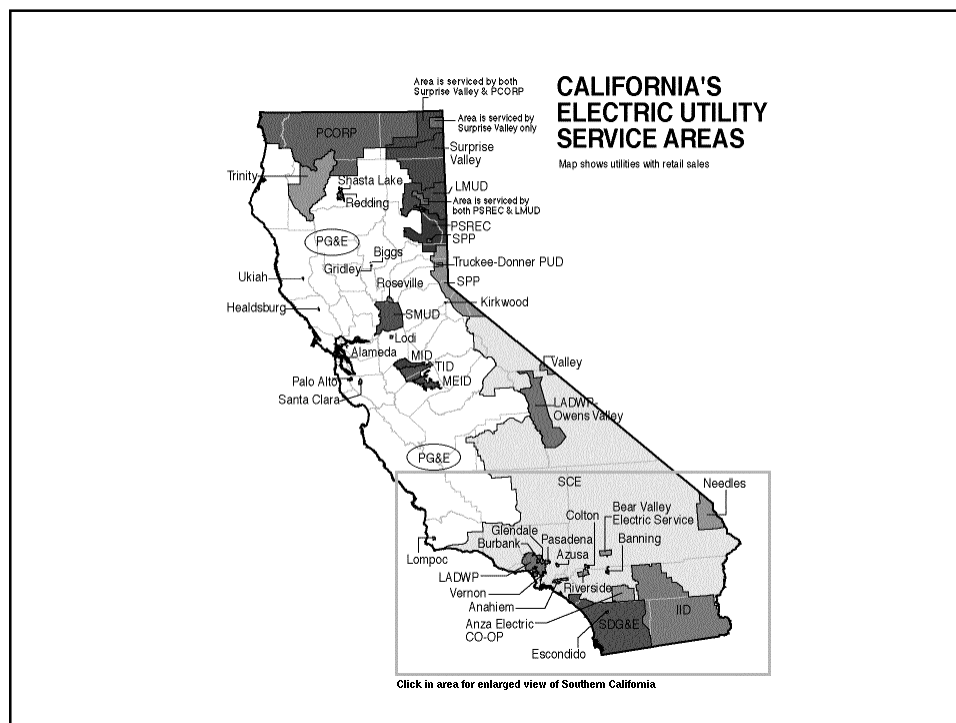 CALIFORNIA'S
ELECTRIC UTILITY
SERVICE AREAS
Map shows utilities with retail sales
Area is serviced by both
Surprise Valley & PCORP
Area is serviced by
Surprise Valley only
PCORP
Surprise
Valley
Trinity
Shasta Lake
Redding
LMUD
Area is serviced by
both PSREC & LMUD
PSREC
SPP
PG&E
Biggs
Gridley
Truckee-Donner PUD
Ukiah
Roseville
SPP
Healdsburg
Kirkwood
SMUD
Lodi
Alameda
MID
TID
MEID
Valley
Palo Alto
Santa Clara
LADWP-
Owens Valley
PG&E
SCE
Needles
Bear Valley
Electric Service
Colton
Glendale
Burbank
Pasadena
Azusa
Banning
Lompoc
LADWP
Vernon
Riverside
Anahiem
Anza Electric
CO-OP
SDG&E
IID
Escondido
Click in area for enlarged view of Southern California